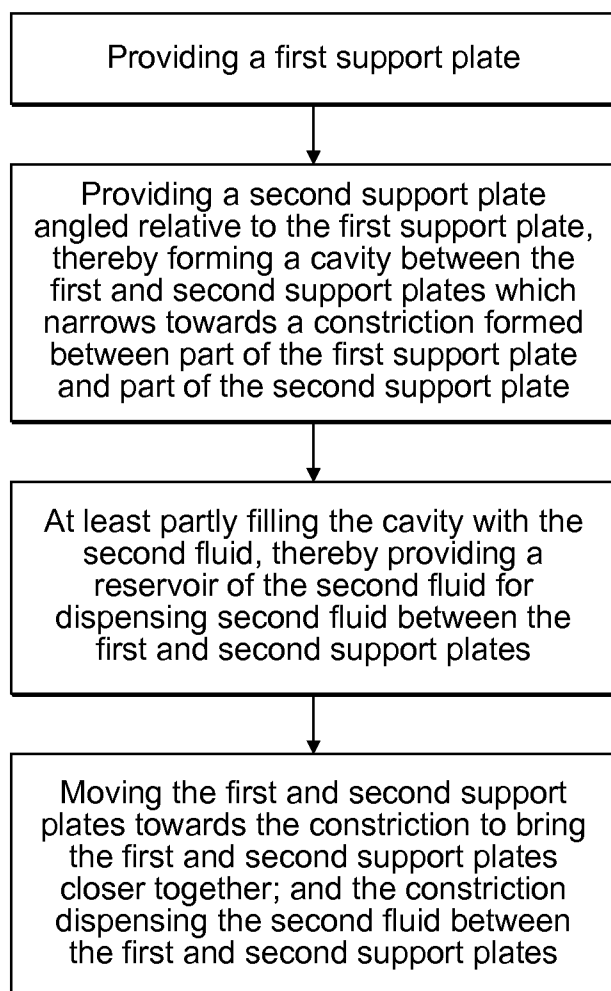 Providing a first support plate
Providing a second support plate
angled relative to the first support plate,
thereby forming a cavity between the
first and second support plates which
narrows towards a constriction formed
between part of the first support plate
and part of the second support plate
At least partly filling the cavity with the
second fluid, thereby providing a
reservoir of the second fluid for
dispensing second fluid between the
first and second support plates
Moving the first and second support
plates towards the constriction to bring
the first and second support plates
closer together; and the constriction
dispensing the second fluid between
the first and second support plates